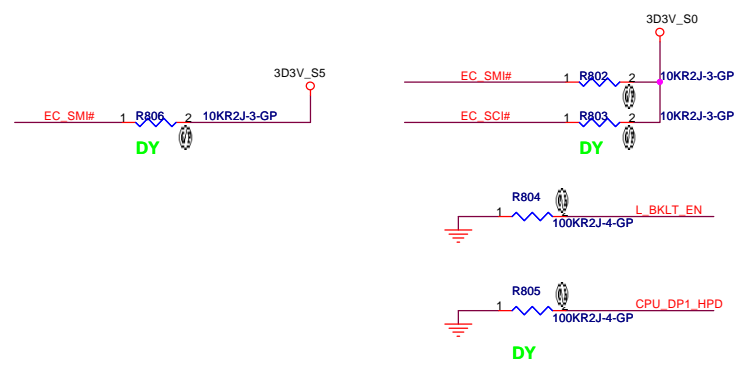 3D3V_S5
EC_SMI# 1 R806 2 10KR2J-3-GP
DY
3D3V_S0
EC_SMI# 1 R802 2 10KR2J-3-GP
EC_SCI# 1 R803 2 10KR2J-3-GP
DY
R804
1 2 L_BKLT_EN
100KR2J-4-GP
R805
1 2 CPU_DP1_HPD
100KR2J-4-GP
DY